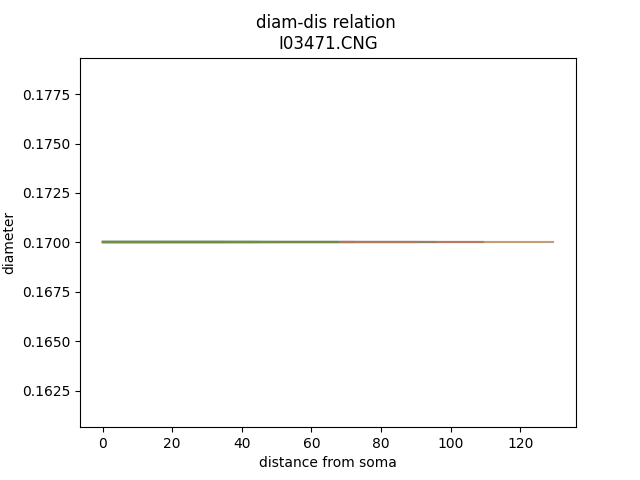 diam-dis relation
I03471.CNG
0.1775
0.1750
0.1725
0.1700
0.1675
0.1650
0.1625
diameter
0 20 40 60 80 100 120
distance from soma